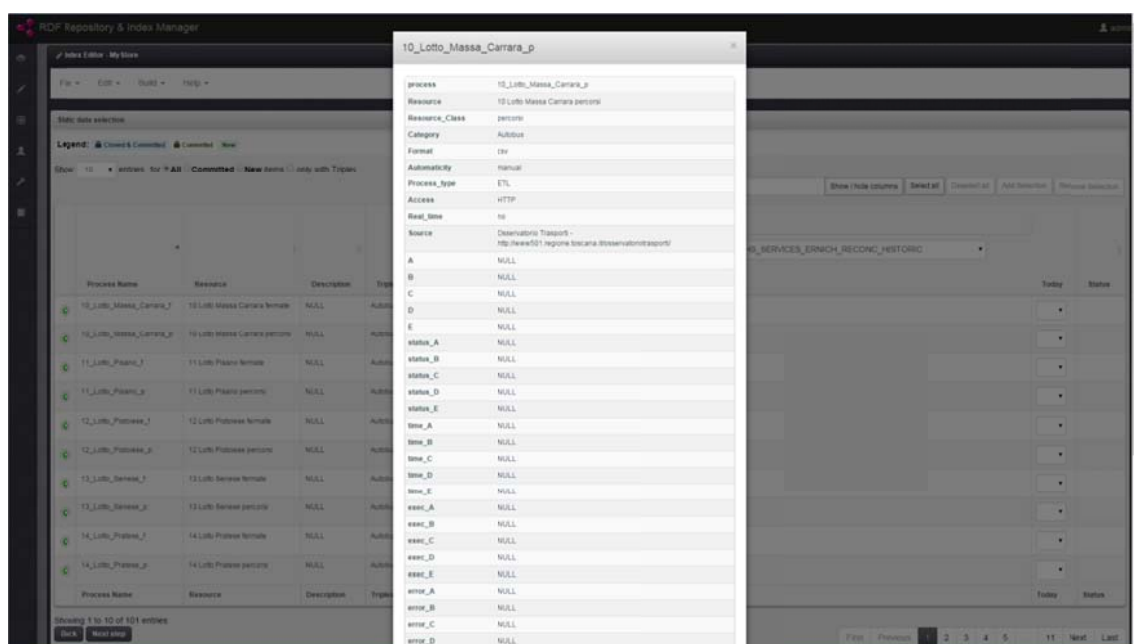 RDF Repository & Index Manager
Index Editor - My Store
File Edit Build Help
Static data selection
Legend: Closed & Committed Committed New
Show 10 entries for All Committed New items only with Triples
Show / hide columns Select all Deselect all Add Selection Remove Selection
Process Name Resource Description Today Status
10_Lotto_Massa_Carrara_f 10 Lotto Massa Carrara fermate NULL
10_Lotto_Massa_Carrara_p 10 Lotto Massa Carrara percorsi NULL
11_Lotto_Pisano_f 11 Lotto Pisano fermate NULL
11_Lotto_Pisano_p 11 Lotto Pisano percorsi NULL
12_Lotto_Pistoiese_f 12 Lotto Pistoiese fermate NULL
12_Lotto_Pistoiese_p 12 Lotto Pistoiese percorsi NULL
13_Lotto_Senese_f 13 Lotto Senese fermate NULL
13_Lotto_Senese_p 13 Lotto Senese percorsi NULL
14_Lotto_Pratese_f 14 Lotto Pratese fermate NULL
14_Lotto_Pratese_p 14 Lotto Pratese percorsi NULL
Process Name Resource Description Today Status
Showing 1 to 10 of 101 entries
Back Next step
First Previous 1 2 3 4 5 11 Next Last
10_Lotto_Massa_Carrara_p
process 10_Lotto_Massa_Carrara_p
Resource 10 Lotto Massa Carrara percorsi
Resource_Class percorsi
Category Autobus
Format csv
Automaticity manual
Process_type ETL
Access HTTP
Real_time no
Source Osservatorio Trasporti -
http://www501.regione.toscana.it/osservatoriotrasporti/
A NULL
B NULL
C NULL
D NULL
E NULL
status_A NULL
status_B NULL
status_C NULL
status_D NULL
status_E NULL
time_A NULL
time_B NULL
time_C NULL
time_D NULL
time_E NULL
exec_A NULL
exec_B NULL
exec_C NULL
exec_D NULL
exec_E NULL
error_A NULL
error_B NULL
error_C NULL
error_D NULL